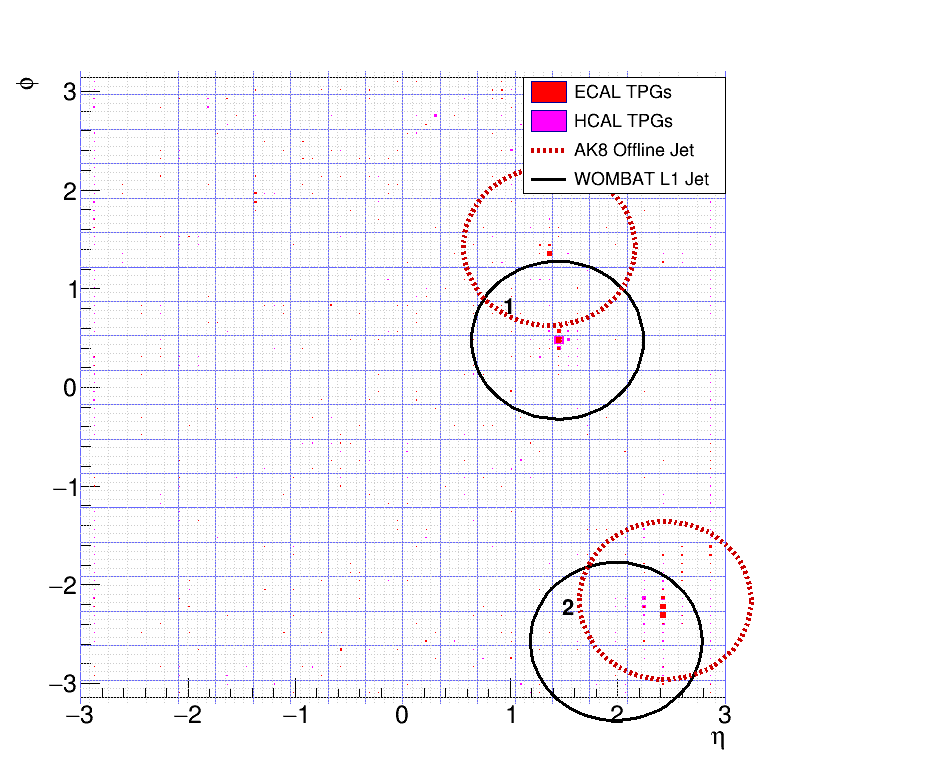 ϕ
3
2
1
0
−1
−2
−3
ECAL TPGs
HCAL TPGs
AK8 Offline Jet
WOMBAT L1 Jet
1
2
−3 −2 −1 0 1 2 3
η